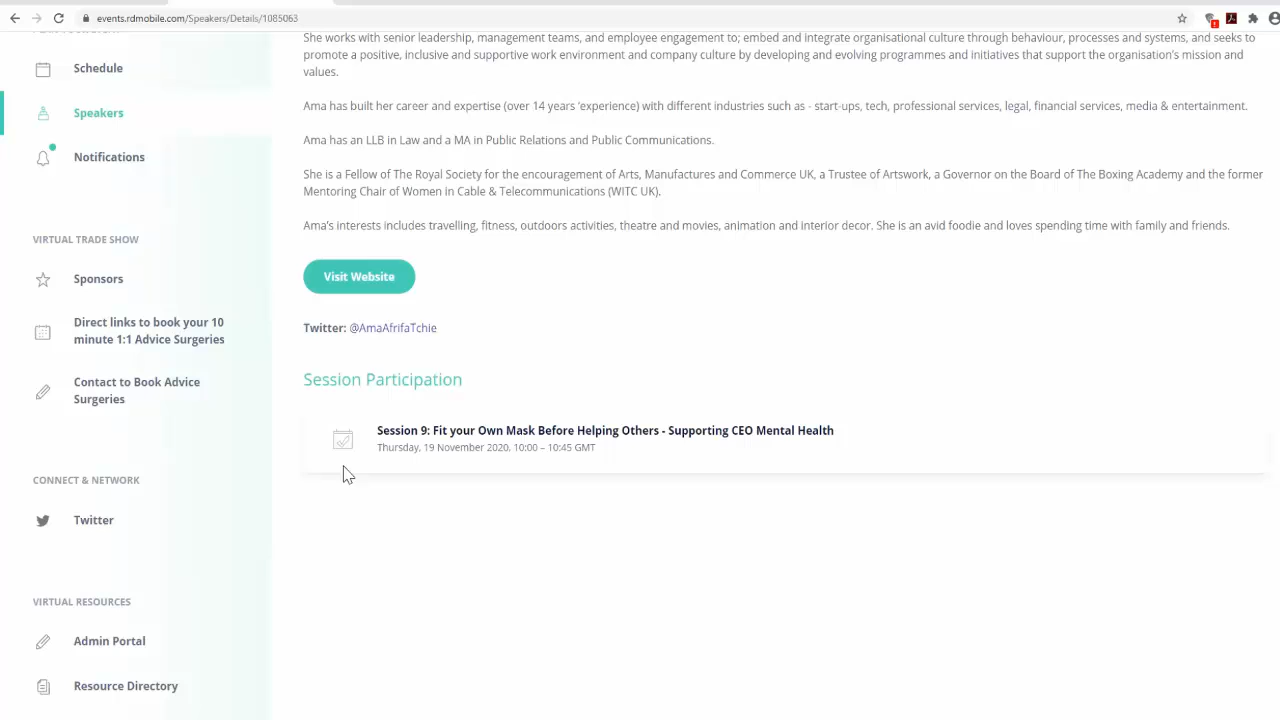 events.rdmobile.com/Speakers/Details/1085063
Schedule
Speakers
Notifications
VIRTUAL TRADE SHOW
Sponsors
Direct links to book your 10
minute 1:1 Advice Surgeries
Contact to Book Advice
Surgeries
CONNECT & NETWORK
Twitter
VIRTUAL RESOURCES
Admin Portal
Resource Directory
She works with senior leadership, management teams, and employee engagement to; embed and integrate organisational culture through behaviour, processes and systems, and seeks to
promote a positive, inclusive and supportive work environment and company culture by developing and evolving programmes and initiatives that support the organisation's mission and
values.
Ama has built her career and expertise (over 14 years 'experience) with different industries such as - start-ups, tech, professional services, legal, financial services, media & entertainment.
Ama has an LLB in Law and a MA in Public Relations and Public Communications.
She is a Fellow of The Royal Society for the encouragement of Arts, Manufactures and Commerce UK, a Trustee of Artswork, a Governor on the Board of The Boxing Academy and the former
Mentoring Chair of Women in Cable & Telecommunications (WITC UK).
Ama's interests includes travelling, fitness, outdoors activities, theatre and movies, animation and interior decor. She is an avid foodie and loves spending time with family and friends.
Visit Website
Twitter: @AmaAfrifaTchie
Session Participation
Session 9: Fit your Own Mask Before Helping Others - Supporting CEO Mental Health
Thursday, 19 November 2020, 10:00 – 10:45 GMT